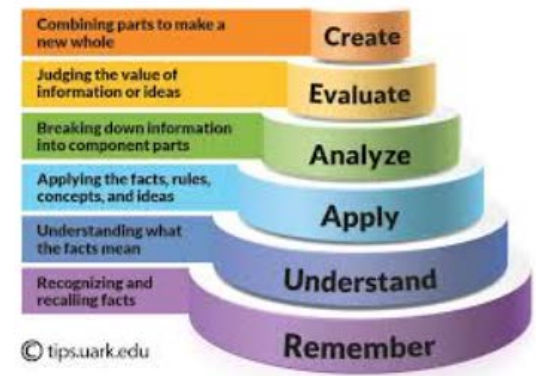 Combining parts to make a
new whole
Create
Judging the value of
information or ideas
Evaluate
Breaking down information
into component parts
Analyze
Applying the facts, rules,
concepts, and ideas
Apply
Understanding what
the facts mean
Understand
Recognizing and
recalling facts
Remember
© tips.uark.edu